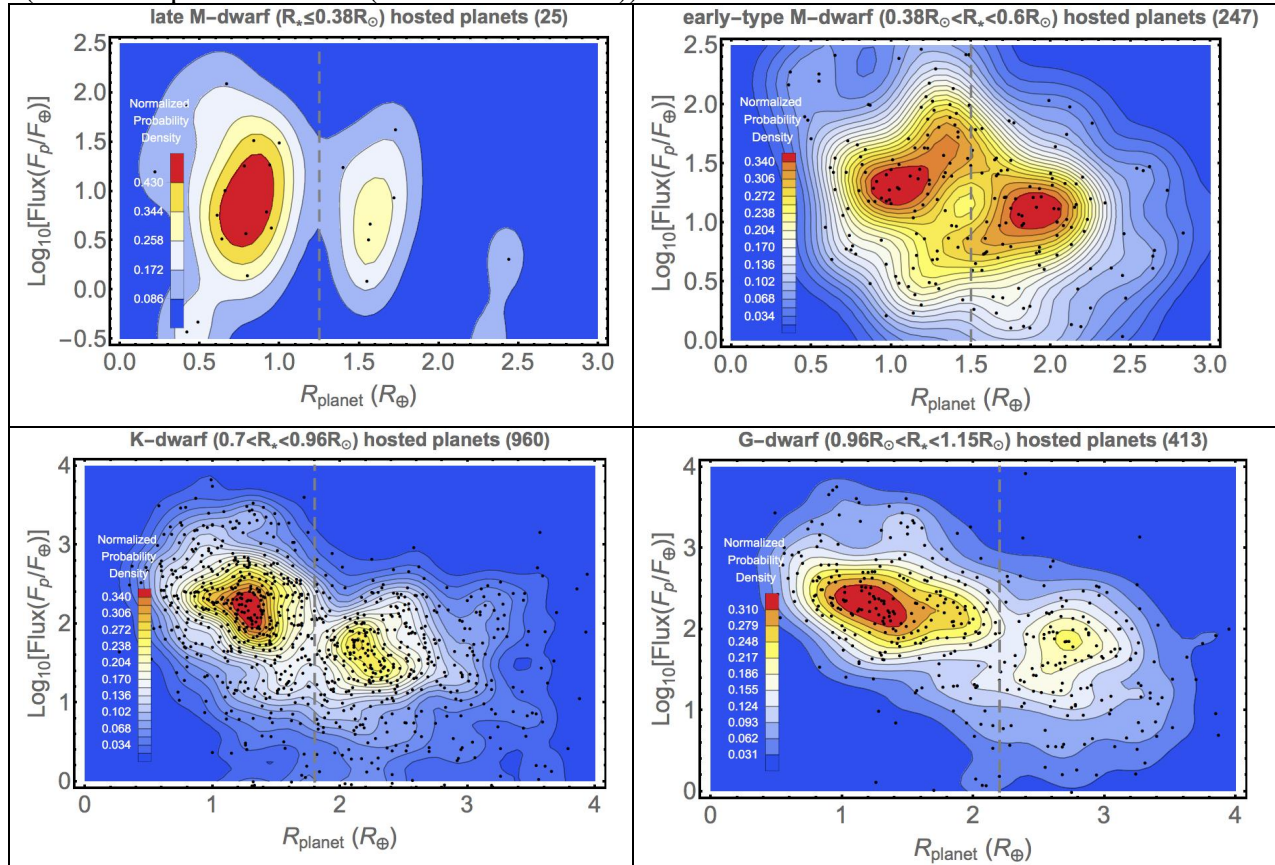 late M-dwarf (R*≤0.38R⊙) hosted planets (25)
2.5
2.0
1.5
1.0
0.5
0.0
−0.5
Log10[Flux(Fp/F⊕)]
Normalized
Probability
Density
0.430
0.344
0.258
0.172
0.086
0.0 0.5 1.0 1.5 2.0 2.5 3.0
Rplanet (R⊕)
early-type M-dwarf (0.38R⊙<R*<0.6R⊙) hosted planets (247)
2.5
2.0
1.5
1.0
0.5
0.0
Log10[Flux(Fp/F⊕)]
Normalized
Probability
Density
0.340
0.306
0.272
0.238
0.204
0.170
0.136
0.102
0.068
0.034
0.0 0.5 1.0 1.5 2.0 2.5 3.0
Rplanet (R⊕)
K-dwarf (0.7<R*<0.96R⊙) hosted planets (960)
4
3
2
1
0
Log10[Flux(Fp/F⊕)]
Normalized
Probability
Density
0.340
0.306
0.272
0.238
0.204
0.170
0.136
0.102
0.068
0.034
0 1 2 3 4
Rplanet (R⊕)
G-dwarf (0.96R⊙<R*<1.15R⊙) hosted planets (413)
4
3
2
1
0
Log10[Flux(Fp/F⊕)]
Normalized
Probability
Density
0.310
0.279
0.248
0.217
0.186
0.155
0.124
0.093
0.062
0.031
0 1 2 3 4
Rplanet (R⊕)